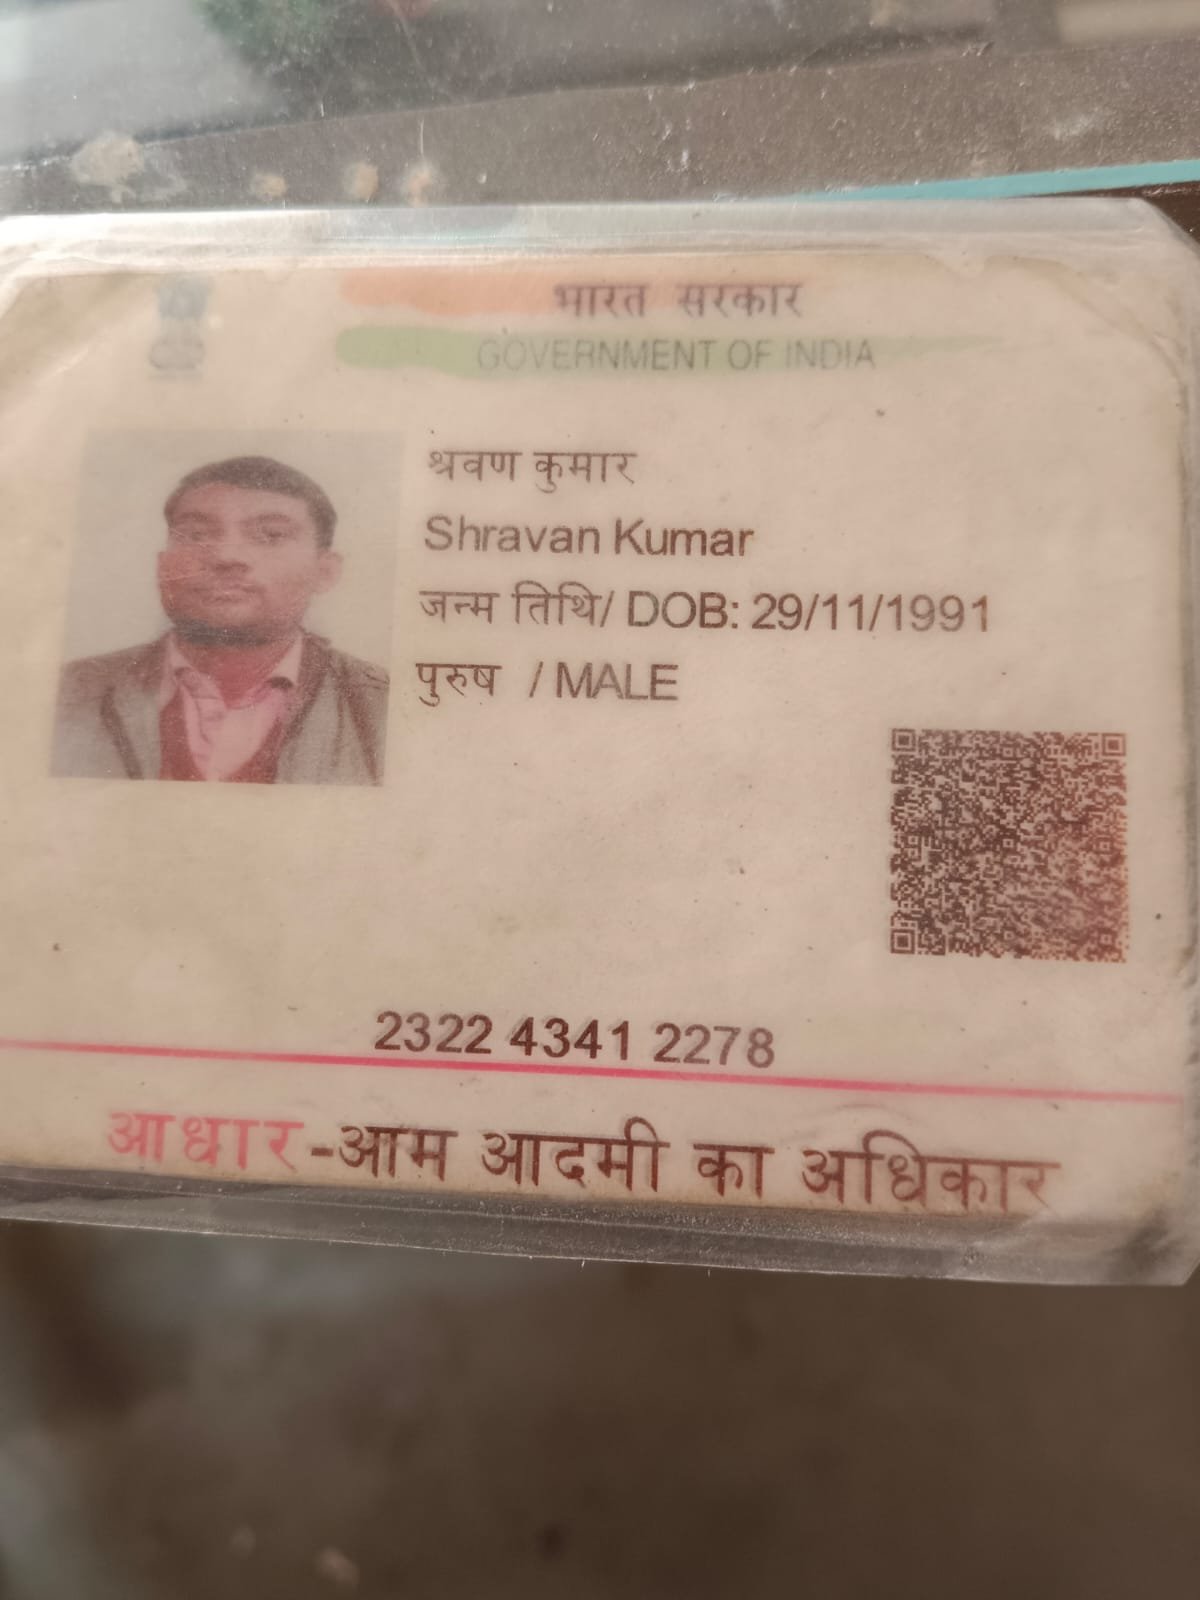 भारत सरकार
GOVERNMENT OF INDIA
श्रवण कुमार
Shravan Kumar
जन्म तिथि/ DOB: 29/11/1991
पुरुष / MALE
2322 4341 2278
आधार-आम आदमी का अधिकार